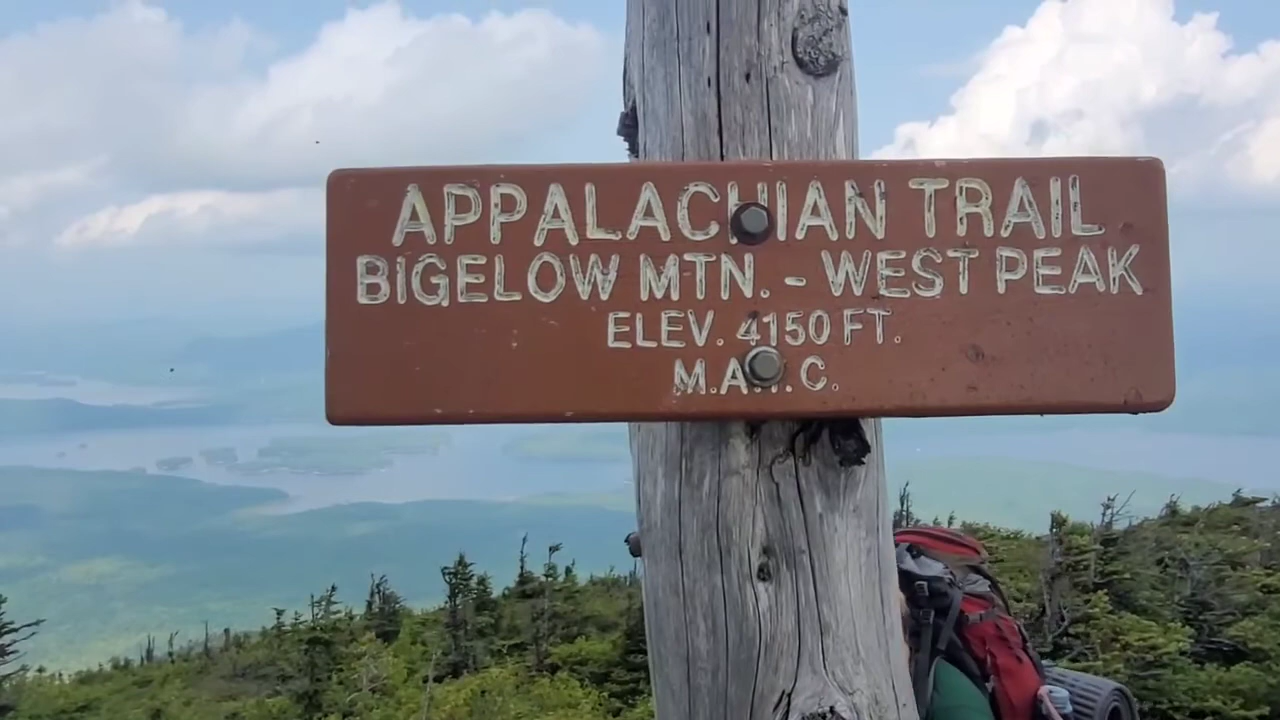 APPALACHIAN TRAIL
BIGELOW MTN. - WEST PEAK
ELEV. 4150 FT.